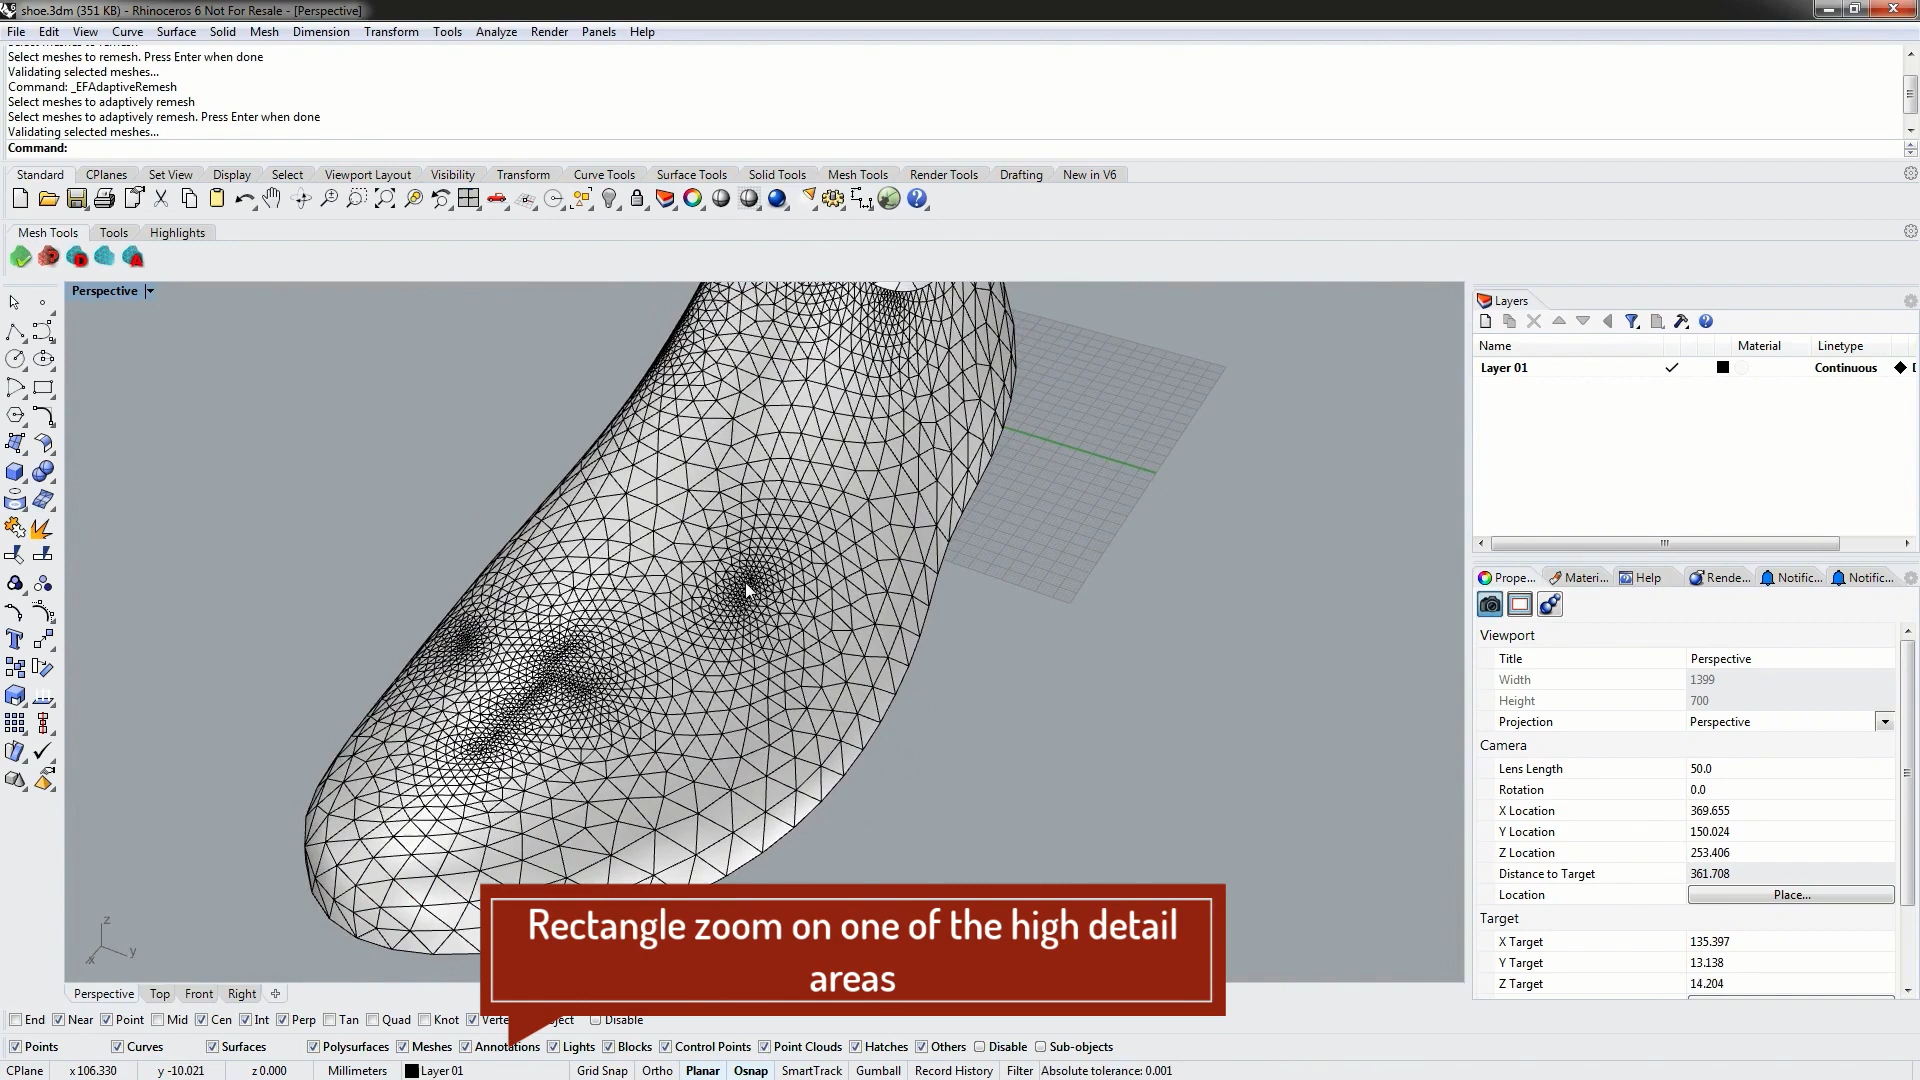 shoe.3dm (351 KB) - Rhinoceros 6 Not For Resale - [Perspective]
File Edit View Curve Surface Solid Mesh Dimension Transform Tools Analyze Render Panels Help
Select meshes to remesh. Press Enter when done
Validating selected meshes...
Command: _EFAdaptiveRemesh
Select meshes to adaptively remesh
Select meshes to adaptively remesh. Press Enter when done
Validating selected meshes...
Command:
Standard CPlanes Set View Display Select Viewport Layout Visibility Transform Curve Tools Surface Tools Solid Tools Mesh Tools Render Tools Drafting New in V6
Mesh Tools Tools Highlights
Perspective
Layers
Name Material Linetype
Layer 01 Continuous
Prope... Materi... Help Rende... Notific... Notific...
Viewport
Title Perspective
Width 1399
Height 700
Projection Perspective
Camera
Lens Length 50.0
Rotation 0.0
X Location 369.655
Y Location 150.024
Z Location 253.406
Distance to Target 361.708
Location Place...
Target
X Target 135.397
Y Target 13.138
Z Target 14.204
z
y
x
Rectangle zoom on one of the high detail
areas
Perspective Top Front Right
End Near Point Mid Cen Int Perp Tan Quad Knot Disable
Points Curves Surfaces Polysurfaces Meshes Annotations Lights Blocks Control Points Point Clouds Hatches Others Disable Sub-objects
CPlane x 106.330 y -10.021 z 0.000 Millimeters Layer 01 Grid Snap Ortho Planar Osnap SmartTrack Gumball Record History Filter Absolute tolerance: 0.001